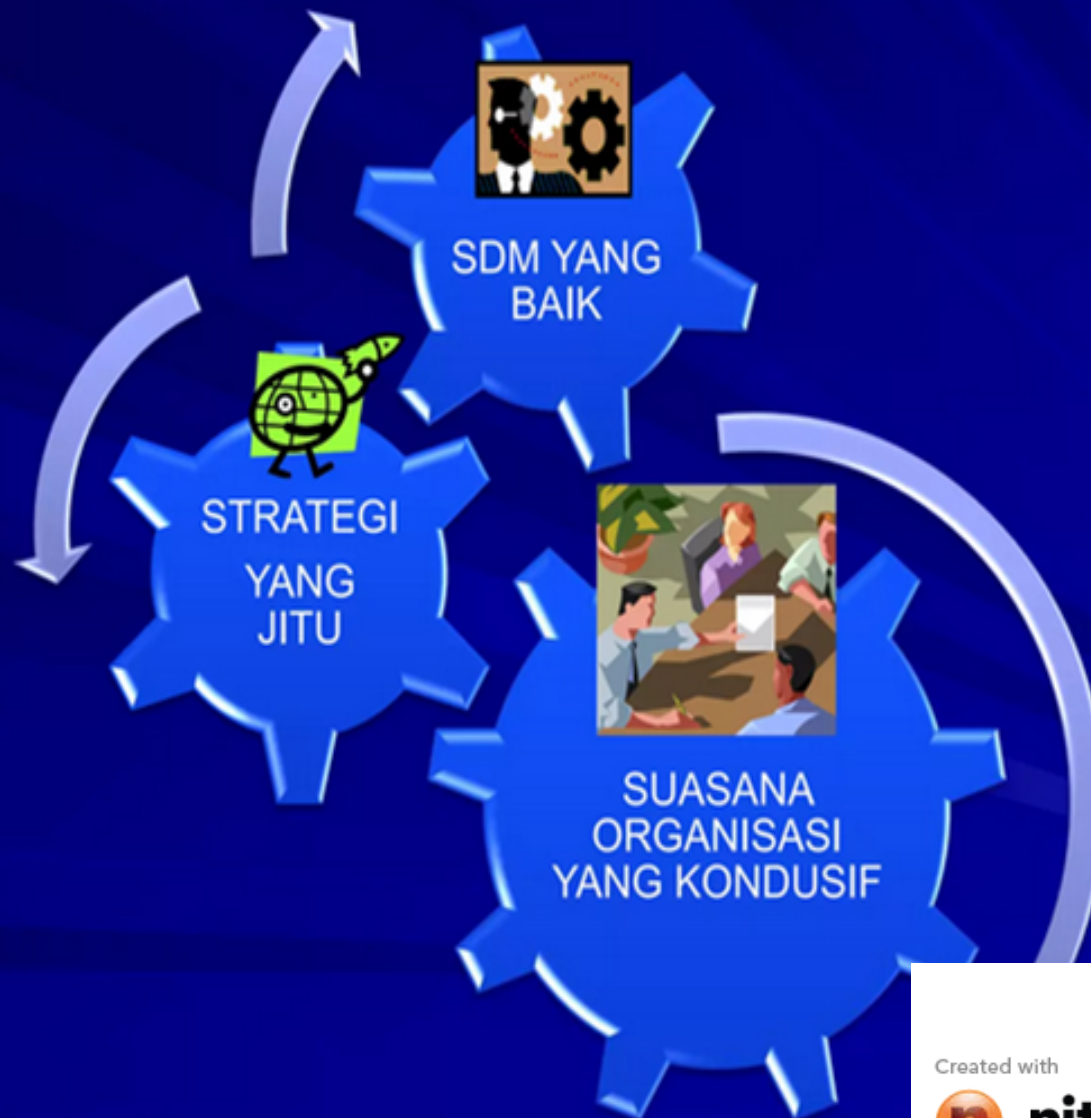 SDM YANG
BAIK
STRATEGI
YANG
JITU
SUASANA
ORGANISASI
YANG KONDUSIF
Created with